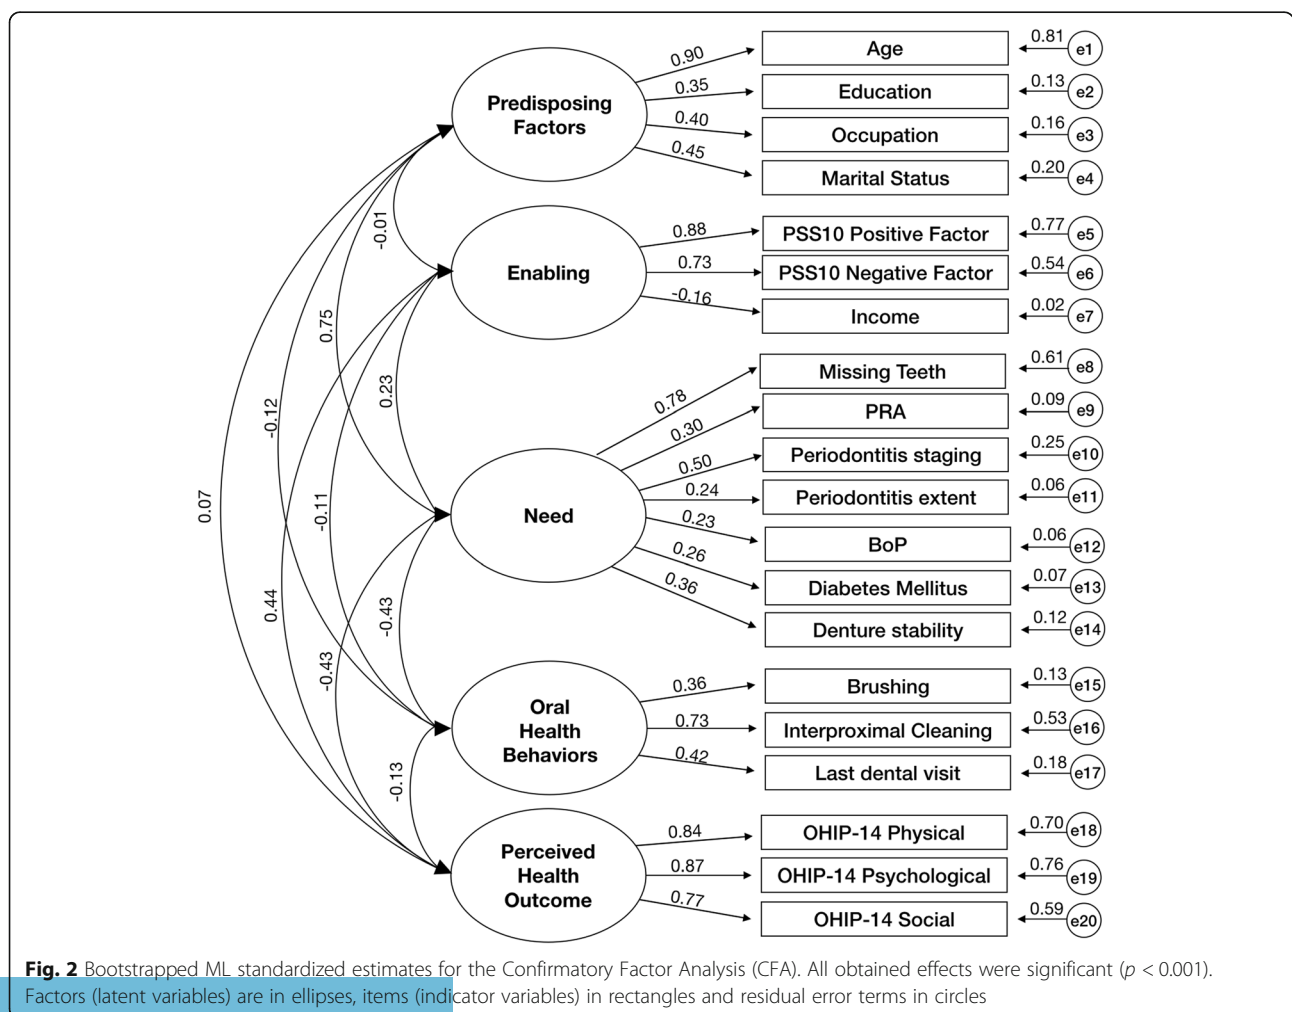 0.90 Age 0.81 e1
0.35 Education 0.13 e2
Predisposing
Factors
0.40 Occupation 0.16 e3
0.45 Marital Status 0.20 e4
-0.01
0.88 PSS10 Positive Factor 0.77 e5
Enabling 0.73 PSS10 Negative Factor 0.54 e6
-0.16 Income 0.02 e7
0.75
0.23
-0.12
0.78 Missing Teeth 0.61 e8
0.30 PRA 0.09 e9
0.50 Periodontitis staging 0.25 e10
0.07
-0.11
Need 0.24 Periodontitis extent 0.06 e11
0.23 BoP 0.06 e12
0.26 Diabetes Mellitus 0.07 e13
0.36 Denture stability 0.12 e14
0.44
-0.43
-0.43
0.36 Brushing 0.13 e15
Oral
Health
Behaviors
0.73 Interproximal Cleaning 0.53 e16
0.42 Last dental visit 0.18 e17
-0.13
0.84 OHIP-14 Physical 0.70 e18
Perceived
Health
Outcome
0.87 OHIP-14 Psychological 0.76 e19
0.77 OHIP-14 Social 0.59 e20
Fig. 2 Bootstrapped ML standardized estimates for the Confirmatory Factor Analysis (CFA). All obtained effects were significant (p < 0.001).
Factors (latent variables) are in ellipses, items (indicator variables) in rectangles and residual error terms in circles